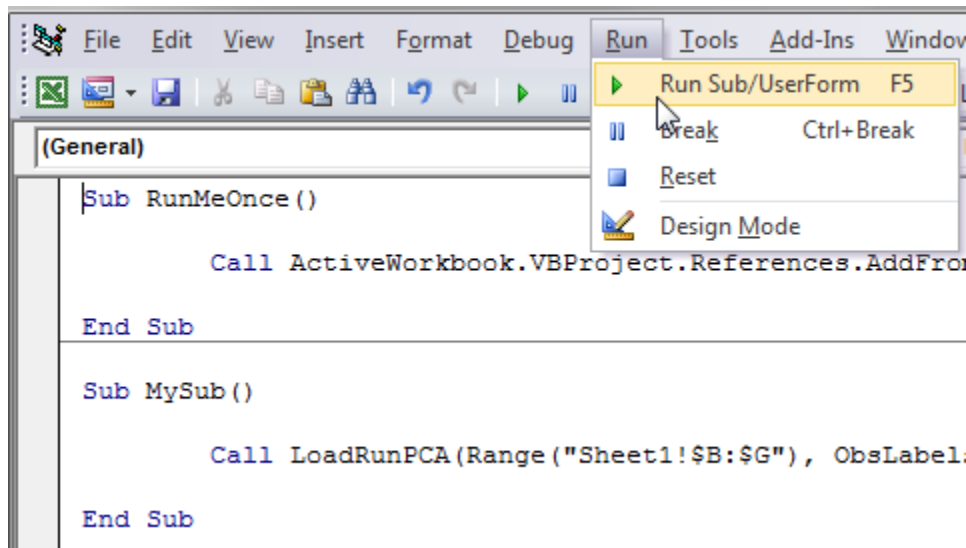 File Edit View Insert Format Debug Run Tools Add-Ins Window
Run Sub/UserForm F5
(General)
Break Ctrl+Break
Reset
Sub RunMeOnce()
Design Mode
Call ActiveWorkbook.VBProject.References.AddFrom
End Sub
Sub MySub()
Call LoadRunPCA(Range("Sheet1!$B:$G"), ObsLabels
End Sub